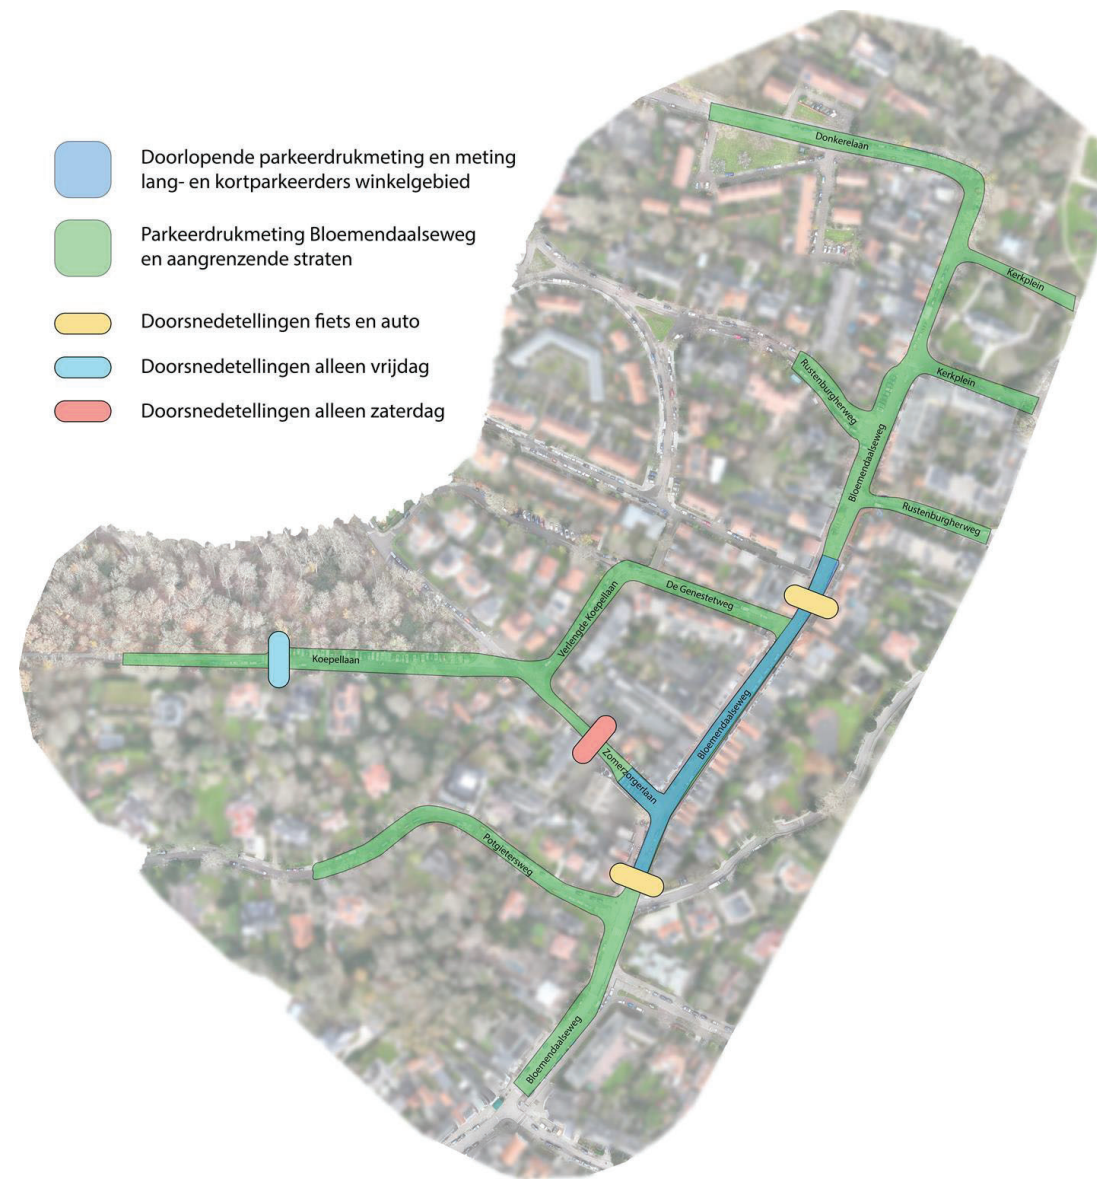 Doorlopende parkeerdrukmeting en meting
lang- en kortparkeerders winkelgebied
Parkeerdrukmeting Bloemendaalseweg
en aangrenzende straten
Doorsnedetellingen fiets en auto
Doorsnedetellingen alleen vrijdag
Doorsnedetellingen alleen zaterdag
Donkerelaan
Kerkplein
Kerkplein
Rustenburgherweg
Bloemendaalseweg
Rustenburgherweg
De Genestetweg
Verlengde Koepellaan
Koepellaan
Bloemendaalseweg
Zomerzorgerlaan
Potgietersweg
Bloemendaalseweg